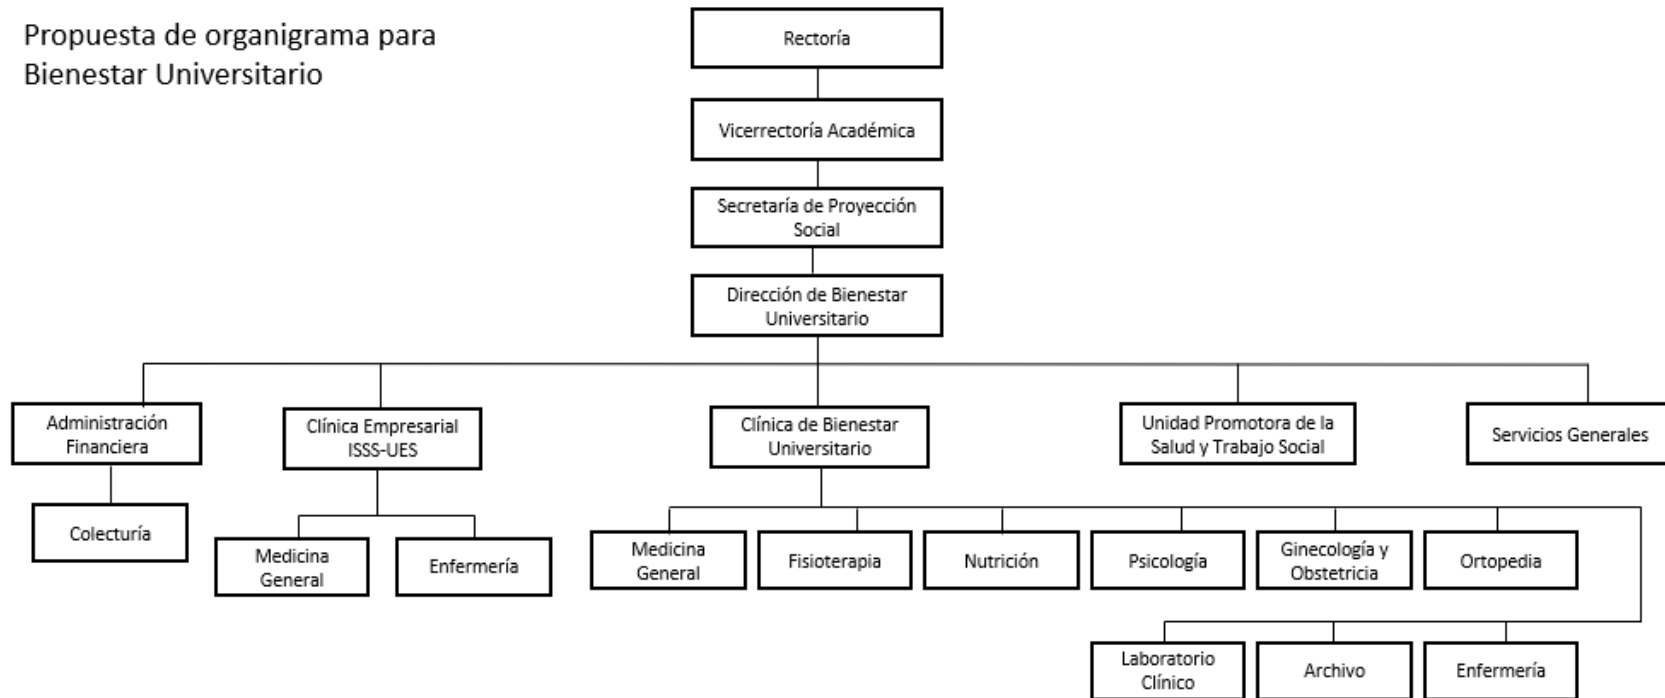 Propuesta de organigrama para
Bienestar Universitario
Rectoría
Vicerrectoría Académica
Secretaría de Proyección
Social
Dirección de Bienestar
Universitario
Administración
Financiera
Clínica Empresarial
ISSS-UES
Clínica de Bienestar
Universitario
Unidad Promotora de la
Salud y Trabajo Social
Servicios Generales
Colecturía
Medicina
General
Enfermería
Medicina
General
Fisioterapia
Nutrición
Psicología
Ginecología y
Obstetricia
Ortopedia
Laboratorio
Clínico
Archivo
Enfermería